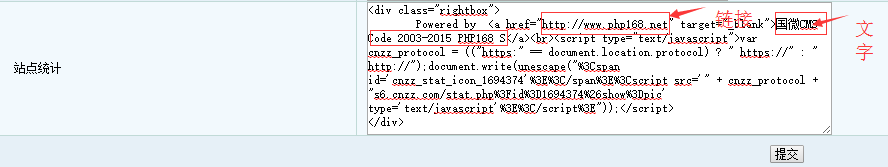 <div class="rightbox">
Powered by <a href="http://www.php168.net" target="_blank">国微CMS
Code 2003-2015 PHP168 S</a><br><script type="text/javascript">var
cnzz_protocol = (("https:" == document.location.protocol) ? " https://" : "
http://");document.write(unescape("%3Cspan
id='cnzz_stat_icon_1694374'%3E%3C/span%3E%3Cscript src='" + cnzz_protocol +
"s6.cnzz.com/stat.php%3Fid%3D1694374%26show%3Dpic'
type='text/javascript'%3E%3C/script%3E"));</script>
</div>
链接
文
字
站点统计
提交